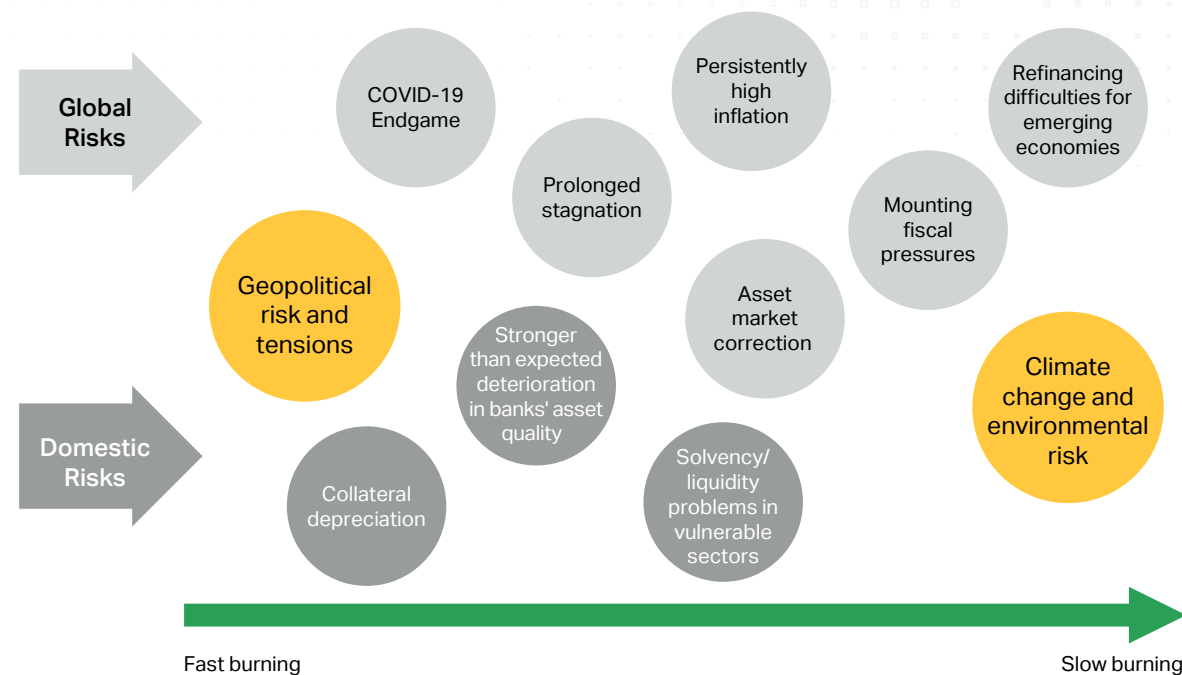 Global
Risks
COVID-19
Endgame
Persistently
high
inflation
Refinancing
difficulties for
emerging
economies
Prolonged
stagnation
Mounting
fiscal
pressures
Geopolitical
risk and
tensions
Asset
market
correction
Stronger
than expected
deterioration
in banks' asset
quality
Climate
change and
environmental
risk
Domestic
Risks
Collateral
depreciation
Solvency/
liquidity
problems in
vulnerable
sectors
Fast burning
Slow burning